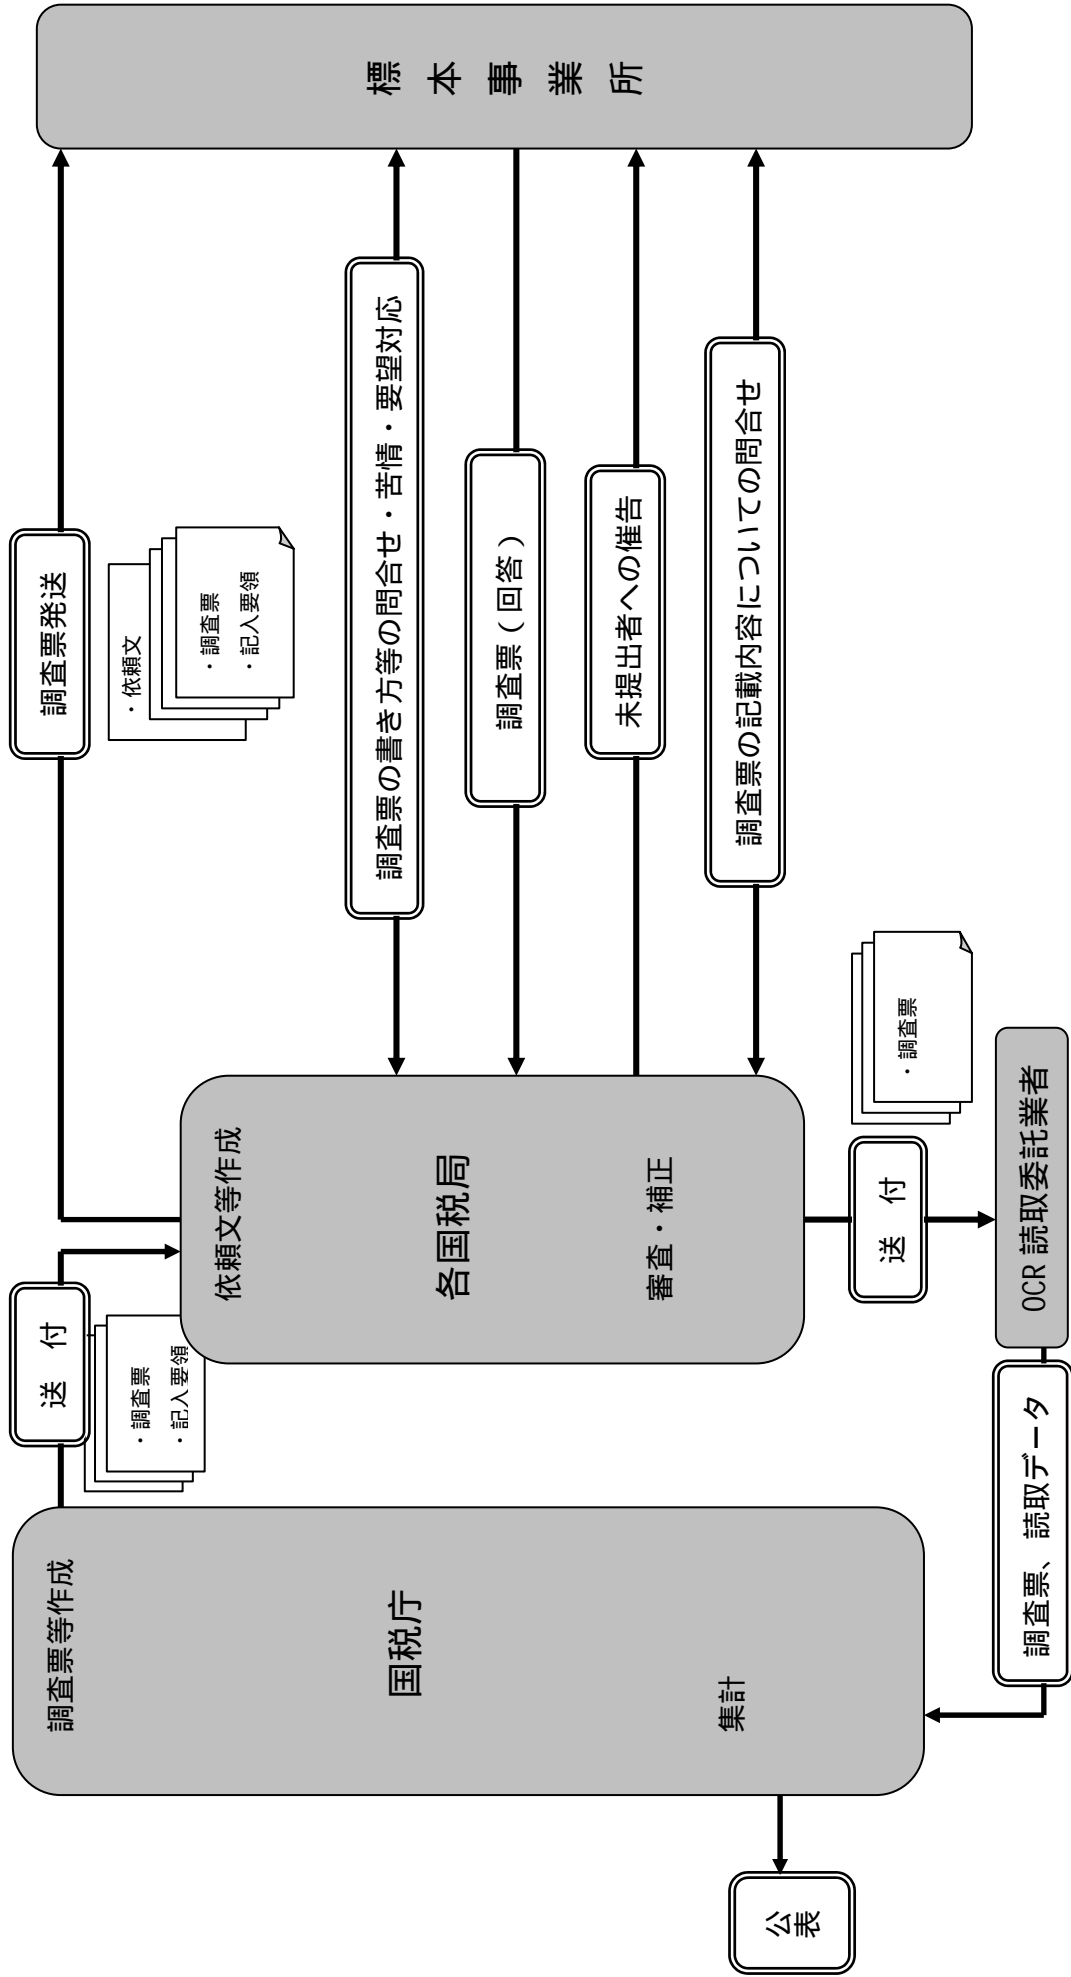 調査票等作成
国税庁
集計
公表
送　付
・調査票
・記入要領
依頼文等作成
各国税局
審査・補正
調査票発送
・依頼文
・調査票
・記入要領
調査票の書き方等の問合せ・苦情・要望対応
調査票（回答）
未提出者への催告
調査票の記載内容についての問合せ
標本事業所
送　付
・調査票
OCR 読取委託業者
調査票、読取データ